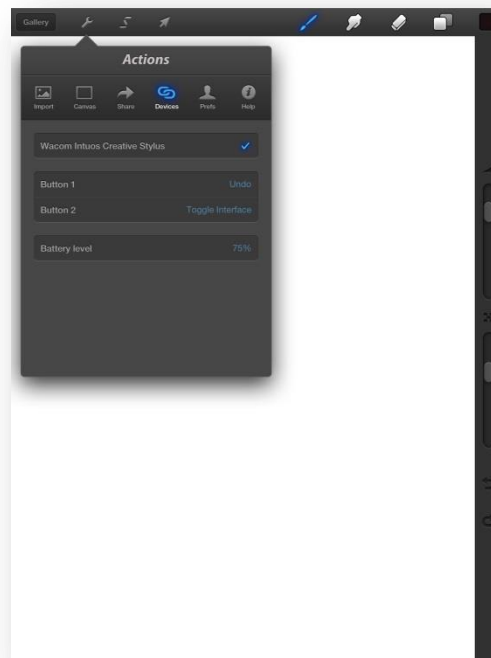 Gallery
Actions
Import Canvas Share Devices Prefs Help
Wacom Intuos Creative Stylus
Button 1 Undo
Button 2 Toggle Interface
Battery level 75%